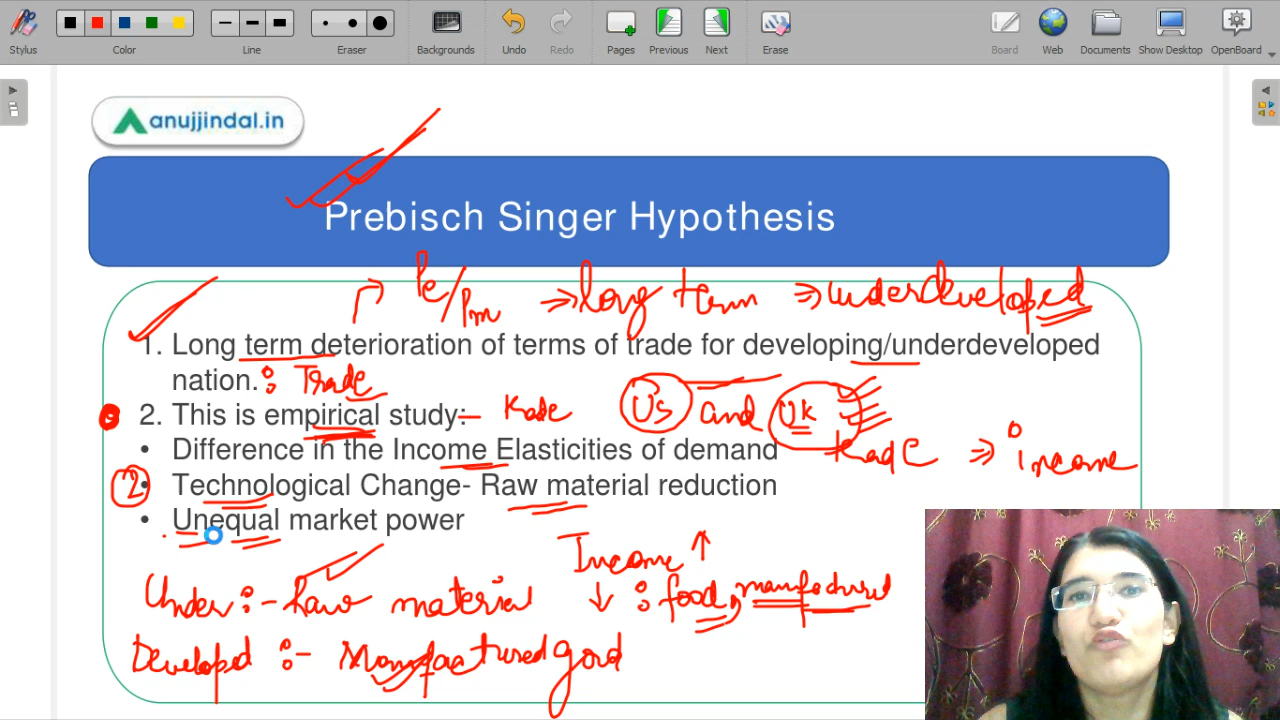 Stylus Color Line Eraser Backgrounds Undo Redo Pages Previous Next Erase Board Web Documents Show Desktop OpenBoard
anujjindal.in
Prebisch Singer Hypothesis
Pe/Pm ⇒ long term ⇒ underdeveloped
1. Long term deterioration of terms of trade for developing/underdeveloped
nation. : Trade
2. This is empirical study:- trade US and UK
• Difference in the Income Elasticities of demand trade ⇒ income
2 • Technological Change- Raw material reduction
• Unequal market power
Income ↑
Under :- Raw material ↓ : food, manufactured
Developed :- Manufactured good